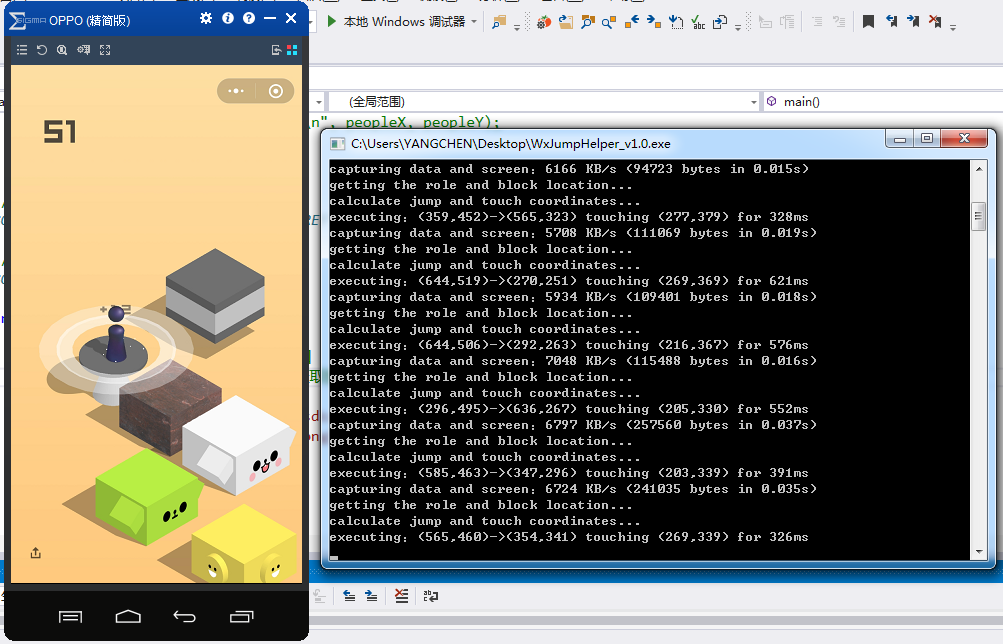 SIGMA OPPO (精简版)
本地 Windows 调试器
(全局范围)
main()
n", peopleX, peopleY);
51
C:\Users\YANGCHEN\Desktop\WxJumpHelper_v1.0.exe
capturing data and screen: 6166 KB/s (94723 bytes in 0.015s)
getting the role and block location...
calculate jump and touch coordinates...
executing: (359,452)->(565,323) touching (277,379) for 328ms
capturing data and screen: 5708 KB/s (111069 bytes in 0.019s)
getting the role and block location...
calculate jump and touch coordinates...
executing: (644,519)->(270,251) touching (269,369) for 621ms
capturing data and screen: 5934 KB/s (109401 bytes in 0.018s)
getting the role and block location...
calculate jump and touch coordinates...
executing: (644,506)->(292,263) touching (216,367) for 576ms
capturing data and screen: 7048 KB/s (115488 bytes in 0.016s)
getting the role and block location...
calculate jump and touch coordinates...
executing: (296,495)->(636,267) touching (205,330) for 552ms
capturing data and screen: 6797 KB/s (257560 bytes in 0.037s)
getting the role and block location...
calculate jump and touch coordinates...
executing: (585,463)->(347,296) touching (203,339) for 391ms
capturing data and screen: 6724 KB/s (241035 bytes in 0.035s)
getting the role and block location...
calculate jump and touch coordinates...
executing: (565,460)->(354,341) touching (269,339) for 326ms